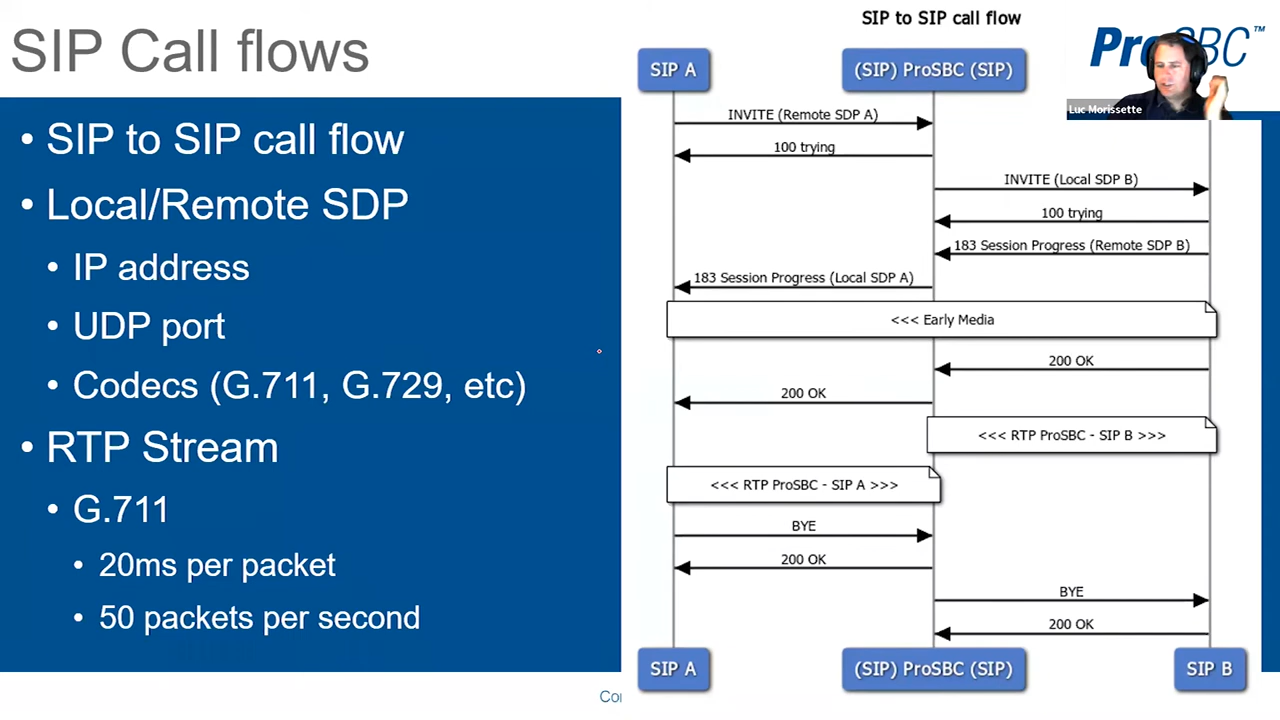 SIP Call flows
• SIP to SIP call flow
• Local/Remote SDP
• IP address
• UDP port
• Codecs (G.711, G.729, etc)
• RTP Stream
• G.711
• 20ms per packet
• 50 packets per second
SIP to SIP call flow
ProSBC™
Luc Morissette
SIP A
(SIP) ProSBC (SIP)
INVITE (Remote SDP A)
100 trying
INVITE (Local SDP B)
100 trying
183 Session Progress (Remote SDP B)
183 Session Progress (Local SDP A)
<<< Early Media
200 OK
200 OK
<<< RTP ProSBC - SIP B >>>
<<< RTP ProSBC - SIP A >>>
BYE
200 OK
BYE
200 OK
SIP A
(SIP) ProSBC (SIP)
SIP B